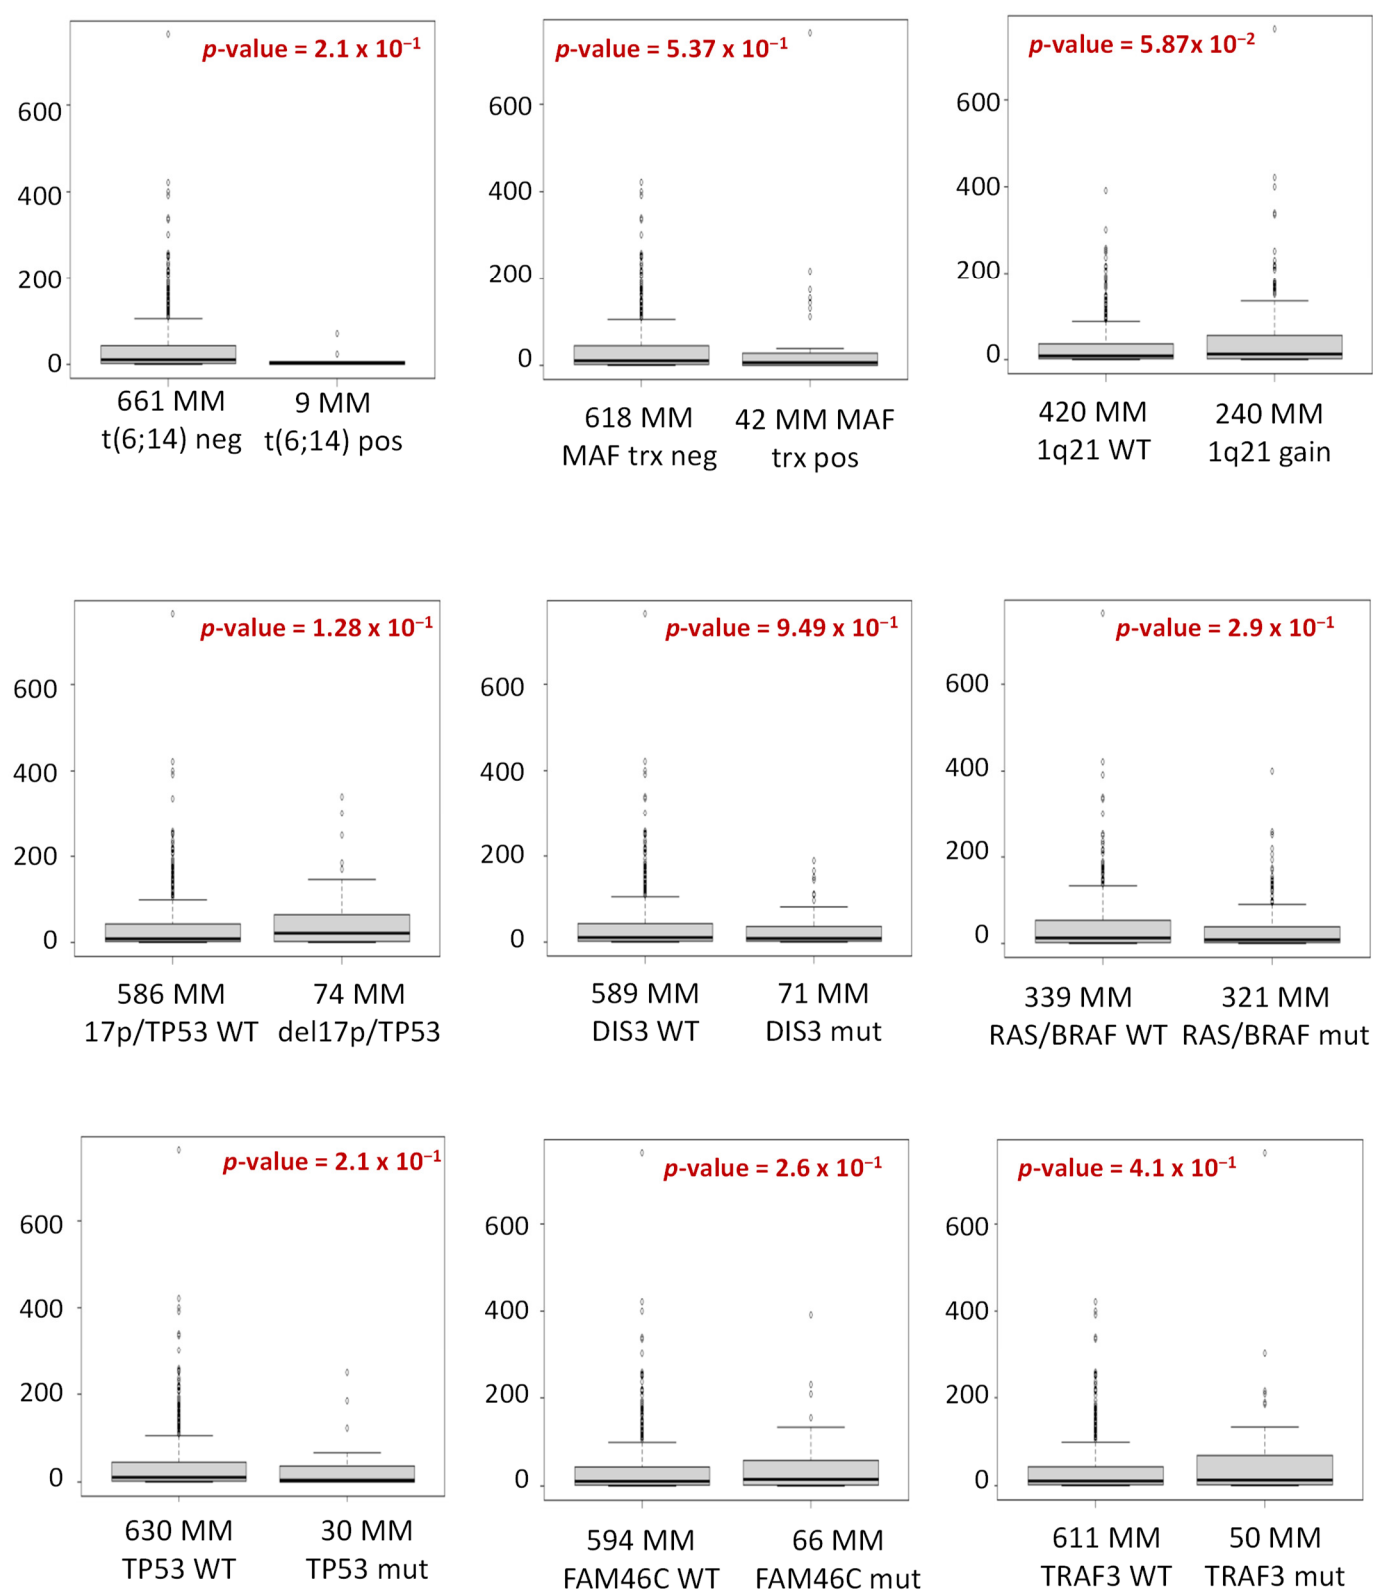 p-value = 2.1 x 10⁻¹
600
400
200
0
661 MM
t(6;14) neg
9 MM
t(6;14) pos
p-value = 5.37 x 10⁻¹
600
400
200
0
618 MM
MAF trx neg
42 MM MAF
trx pos
p-value = 5.87x 10⁻²
600
400
200
0
420 MM
1q21 WT
240 MM
1q21 gain
p-value = 1.28 x 10⁻¹
600
400
200
0
586 MM
17p/TP53 WT
74 MM
del17p/TP53
p-value = 9.49 x 10⁻¹
600
400
200
0
589 MM
DIS3 WT
71 MM
DIS3 mut
p-value = 2.9 x 10⁻¹
600
400
200
0
339 MM
RAS/BRAF WT
321 MM
RAS/BRAF mut
p-value = 2.1 x 10⁻¹
600
400
200
0
630 MM
TP53 WT
30 MM
TP53 mut
p-value = 2.6 x 10⁻¹
600
400
200
0
594 MM
FAM46C WT
66 MM
FAM46C mut
p-value = 4.1 x 10⁻¹
600
400
200
0
611 MM
TRAF3 WT
50 MM
TRAF3 mut